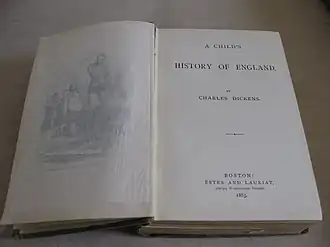 A CHILD'S
HISTORY OF ENGLAND.
BY
CHARLES DICKENS.
BOSTON:
ESTES AND LAURIAT,